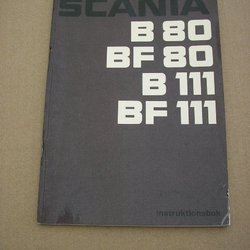 SCANIA
B 80
BF 80
B 111
BF 111
Instruktionsbok